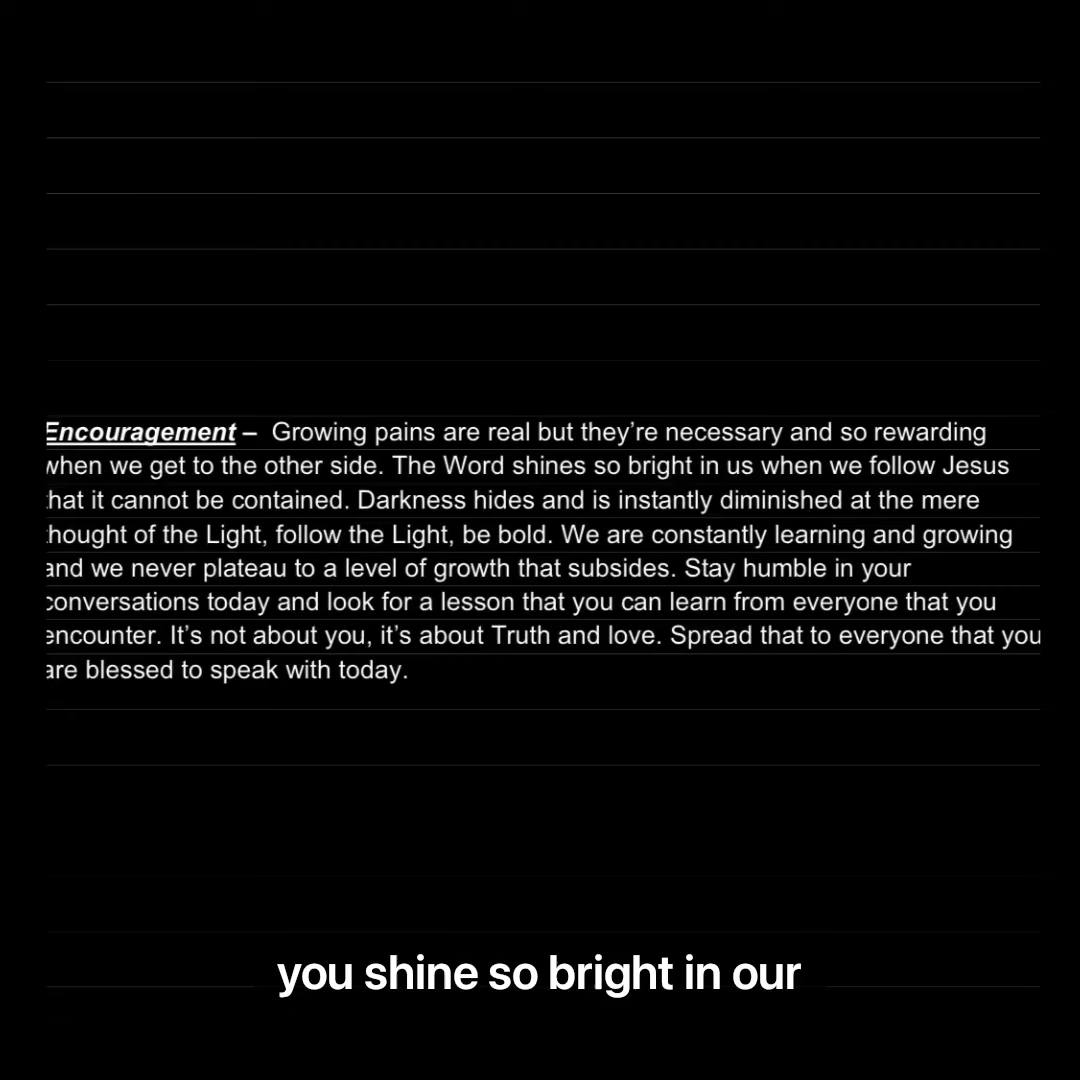 Encouragement – Growing pains are real but they’re necessary and so rewarding
when we get to the other side. The Word shines so bright in us when we follow Jesus
that it cannot be contained. Darkness hides and is instantly diminished at the mere
thought of the Light, follow the Light, be bold. We are constantly learning and growing
and we never plateau to a level of growth that subsides. Stay humble in your
conversations today and look for a lesson that you can learn from everyone that you
encounter. It’s not about you, it’s about Truth and love. Spread that to everyone that you
are blessed to speak with today.
you shine so bright in our